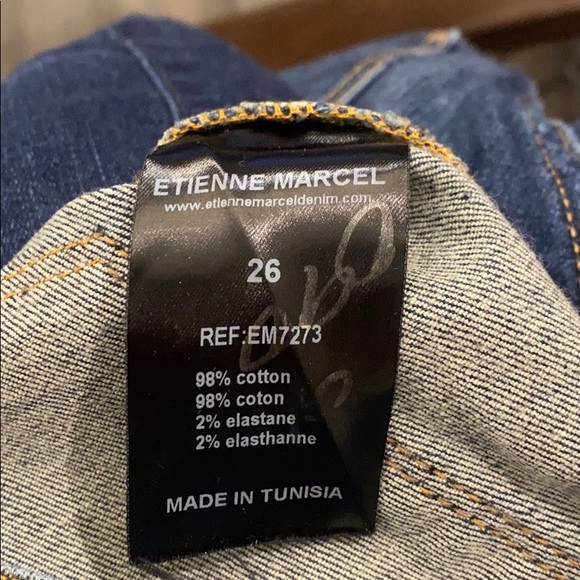 ETIENNE MARCEL
www.etiennemarceldenim.com
26
REF:EM7273
98% cotton
98% coton
2% elastane
2% elasthanne
MADE IN TUNISIA